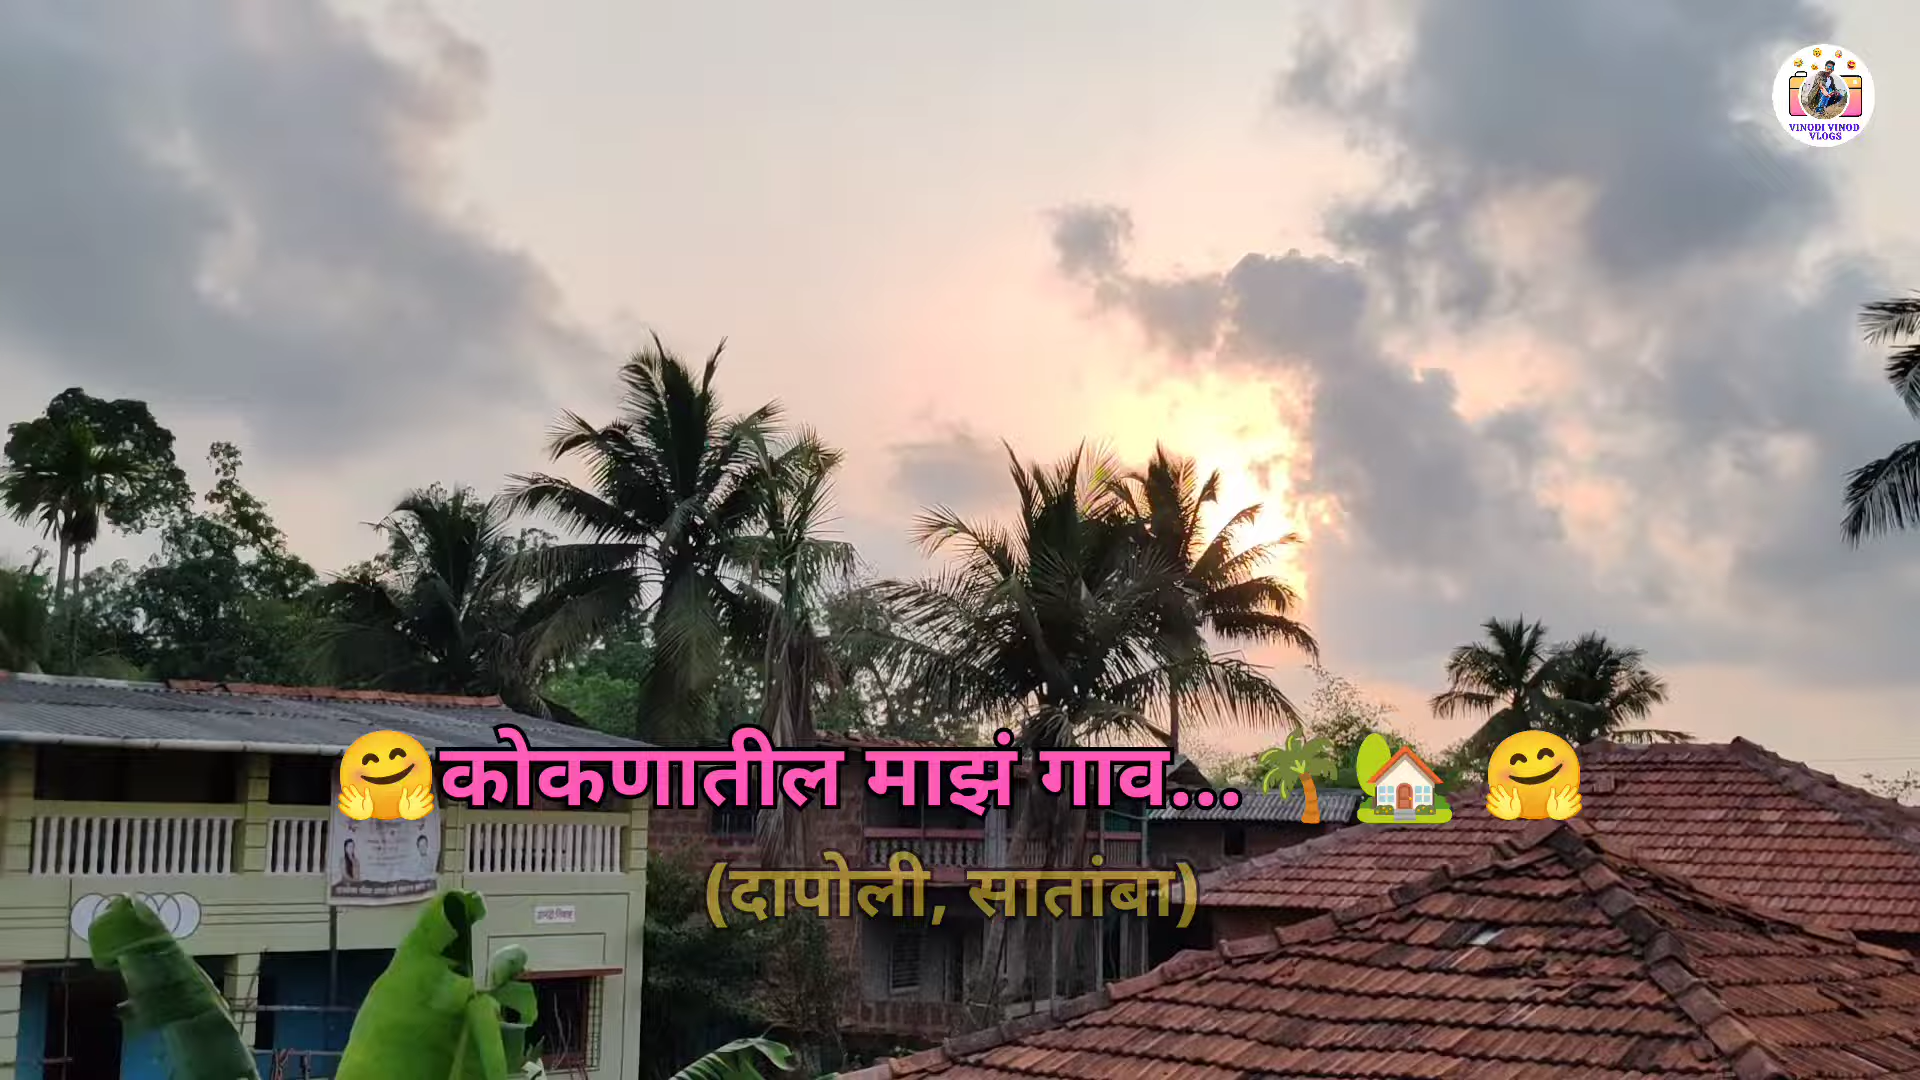 VINODI VINOD
VLOGS
🤗कोकणातील माझं गाव...🌴🏡 🤗
(दापोली, सातांबा)